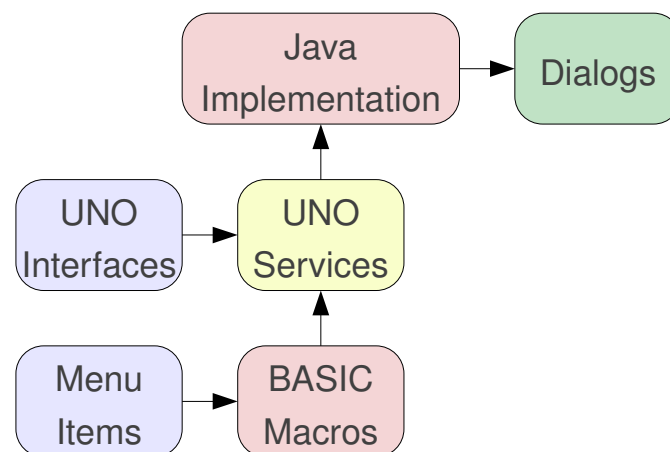 Java
Implementation
Dialogs
UNO
Interfaces
UNO
Services
Menu
Items
BASIC
Macros